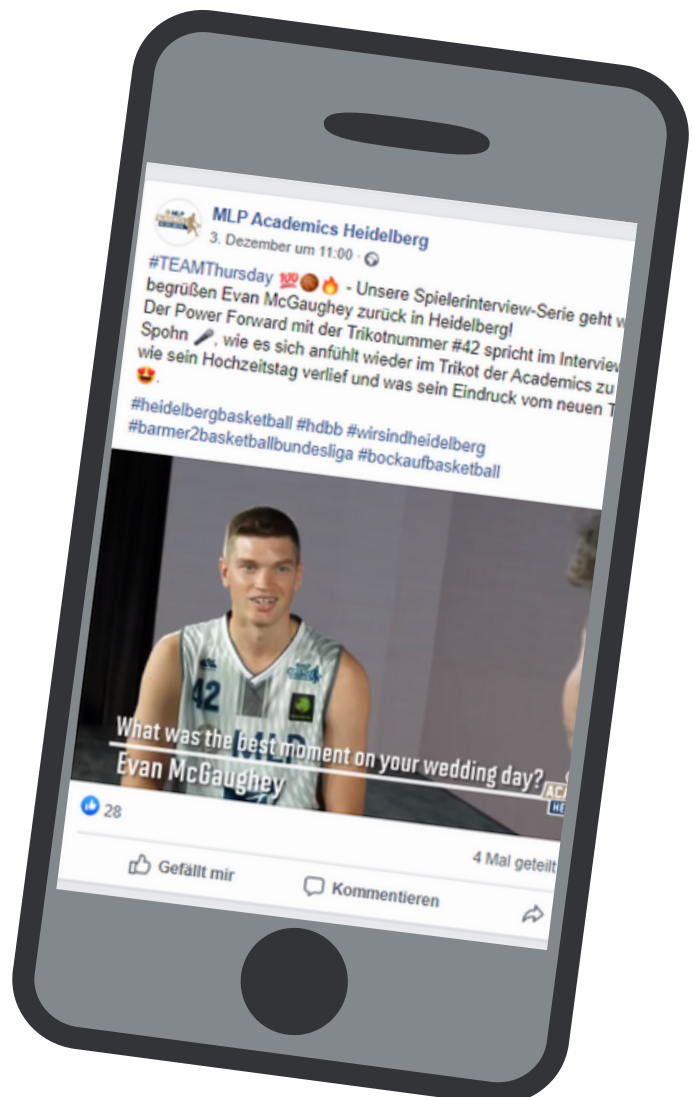 MLP Academics Heidelberg
3. Dezember um 11:00 ·
#TEAMThursday 💯🏀🔥 - Unsere Spielerinterview-Serie geht w
begrüßen Evan McGaughey zurück in Heidelberg!
Der Power Forward mit der Trikotnummer #42 spricht im Interview
Spohn 🎤, wie es sich anfühlt wieder im Trikot der Academics zu
wie sein Hochzeitstag verlief und was sein Eindruck vom neuen T
😍.
#heidelbergbasketball #hdbb #wirsindheidelberg
#barmer2basketballbundesliga #bockaufbasketball
42
MLP
What was the best moment on your wedding day?
Evan McGaughey
ACA
HE
28
4 Mal geteilt
Gefällt mir
Kommentieren